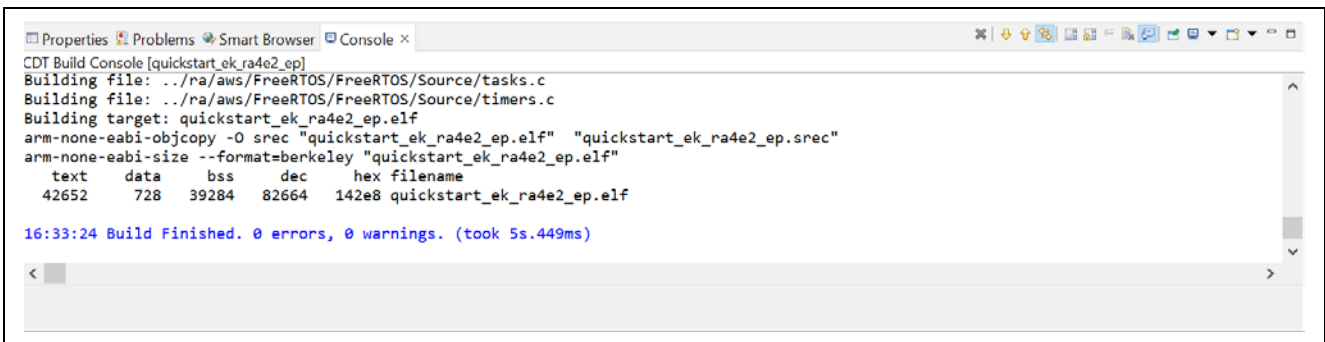 Properties Problems Smart Browser Console ×
CDT Build Console [quickstart_ek_ra4e2_ep]
Building file: ../ra/aws/FreeRTOS/FreeRTOS/Source/tasks.c
Building file: ../ra/aws/FreeRTOS/FreeRTOS/Source/timers.c
Building target: quickstart_ek_ra4e2_ep.elf
arm-none-eabi-objcopy -O srec "quickstart_ek_ra4e2_ep.elf"  "quickstart_ek_ra4e2_ep.srec"
arm-none-eabi-size --format=berkeley "quickstart_ek_ra4e2_ep.elf"
   text    data     bss     dec     hex filename
  42652     728   39284   82664   142e8 quickstart_ek_ra4e2_ep.elf
16:33:24 Build Finished. 0 errors, 0 warnings. (took 5s.449ms)